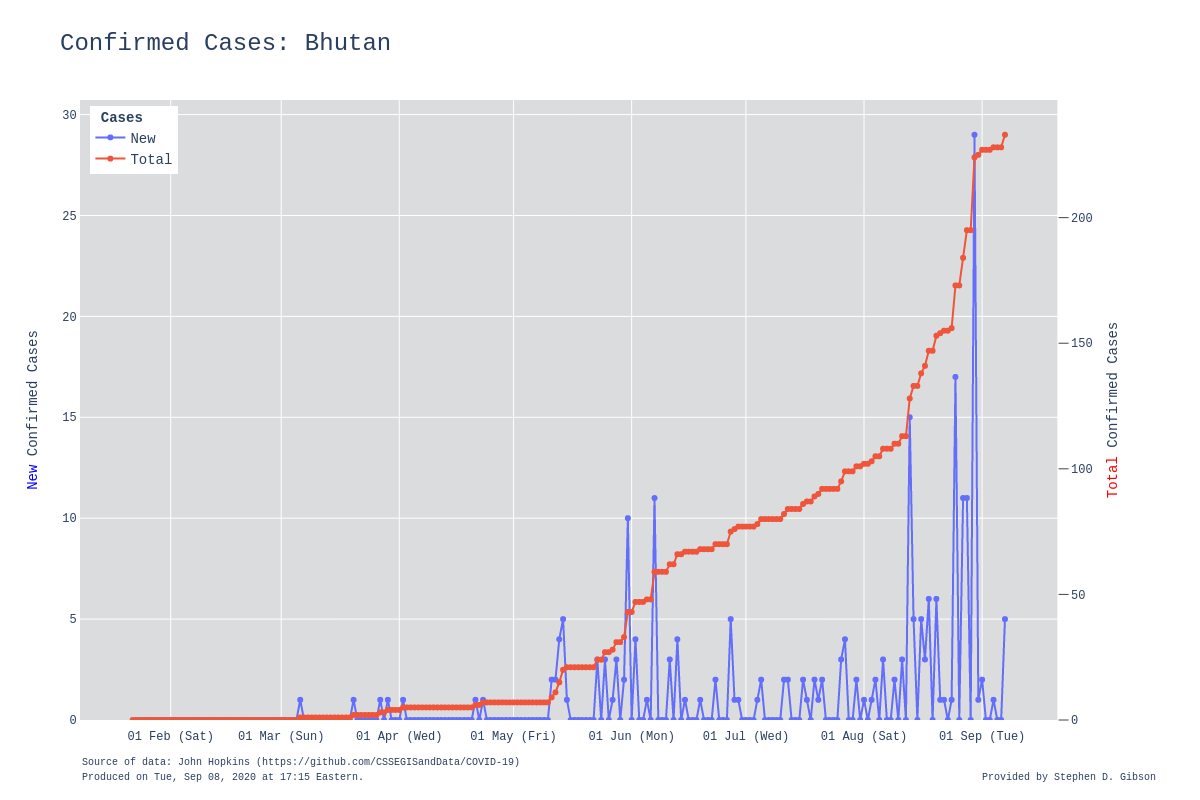 Confirmed Cases: Bhutan
Cases
New
Total
30
25
20
15
10
5
0
200
150
100
50
0
New Confirmed Cases
Total Confirmed Cases
01 Feb (Sat) 01 Mar (Sun) 01 Apr (Wed) 01 May (Fri) 01 Jun (Mon) 01 Jul (Wed) 01 Aug (Sat) 01 Sep (Tue)
Source of data: John Hopkins (https://github.com/CSSEGISandData/COVID-19)
Produced on Tue, Sep 08, 2020 at 17:15 Eastern.
Provided by Stephen D. Gibson